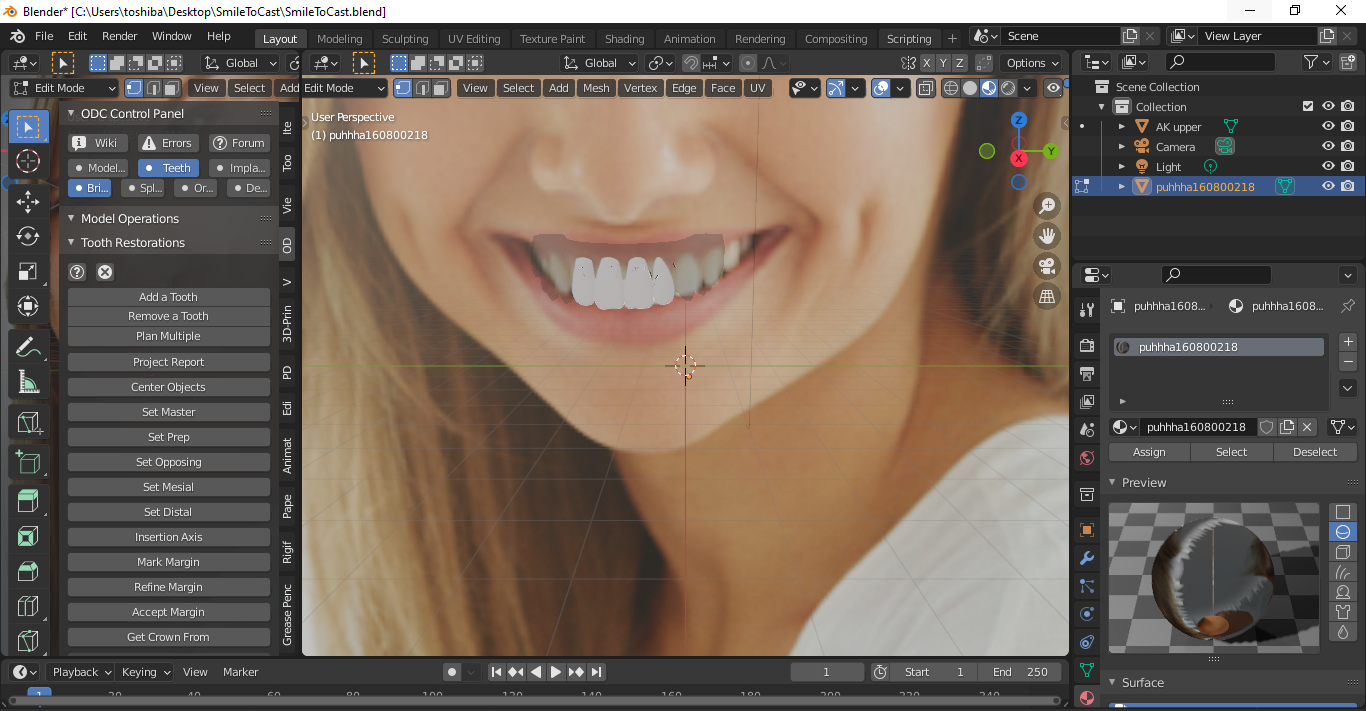 Blender* [C:\Users\toshiba\Desktop\SmileToCast\SmileToCast.blend]
File Edit Render Window Help Layout Modeling Sculpting UV Editing Texture Paint Shading Animation Rendering Compositing Scripting + Scene View Layer
Global Global X Y Z Options
Edit Mode View Select Add Edit Mode View Select Add Mesh Vertex Edge Face UV
ODC Control Panel
Wiki Errors Forum
Model... Teeth Impla...
Bri... Spl... Or... De...
Model Operations
Tooth Restorations
Add a Tooth
Remove a Tooth
Plan Multiple
Project Report
Center Objects
Set Master
Set Prep
Set Opposing
Set Mesial
Set Distal
Insertion Axis
Mark Margin
Refine Margin
Accept Margin
Get Crown From
Ite
Too
Vie
OD
V
3D-Prin
PD
Edi
Animat
Pape
Rigif
Grease Penc
User Perspective
(1) puhhha160800218
Z
Y
X
Scene Collection
Collection
AK upper
Camera
Light
puhhha160800218
puhhha1608... puhhha1608...
puhhha160800218
puhhha160800218
Assign Select Deselect
Preview
Surface
Playback Keying View Marker 1 Start 1 End 250
1 20 40 60 80 100 120 140 160 180 200 220 240